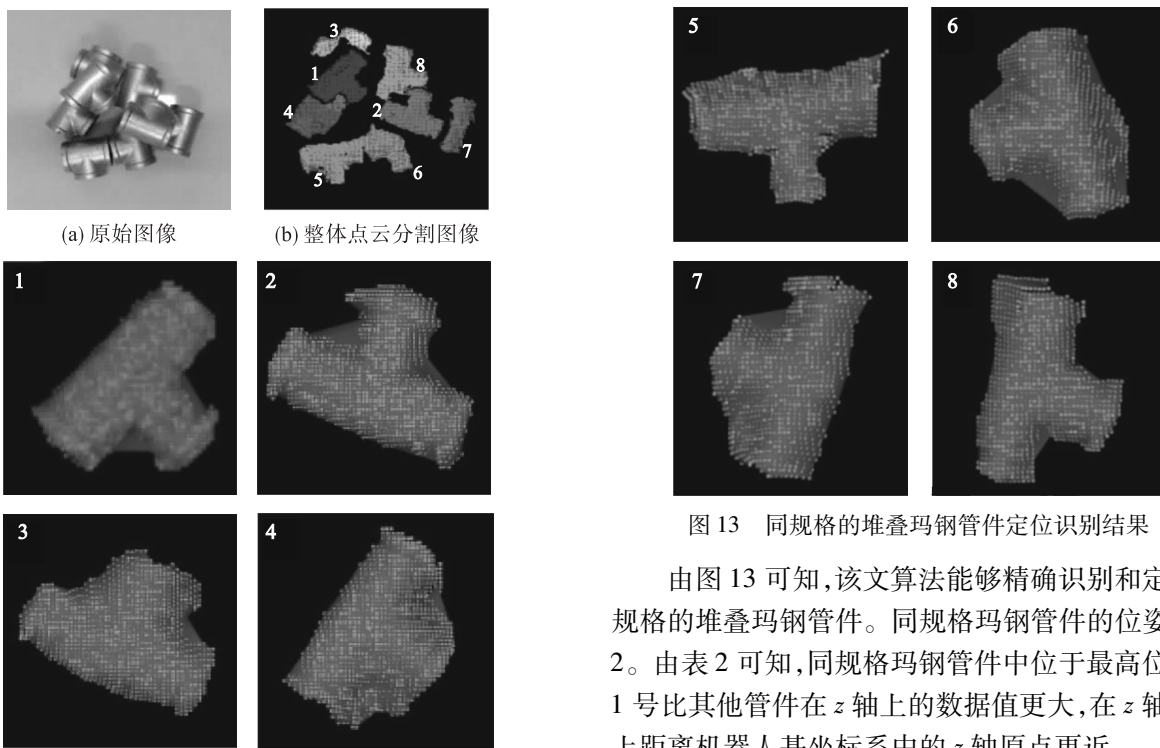 3
8
1
4
2
7
5
6
(a) 原始图像
(b) 整体点云分割图像
1
2
3
4
5
6
7
8
图 13 同规格的堆叠玛钢管件定位识别结果
由图 13 可知,该文算法能够精确识别和定
规格的堆叠玛钢管件。同规格玛钢管件的位姿
2。由表 2 可知,同规格玛钢管件中位于最高位
1 号比其他管件在 z 轴上的数据值更大,在 z 轴
上距离机器人基坐标系中的 z 轴原点更近。